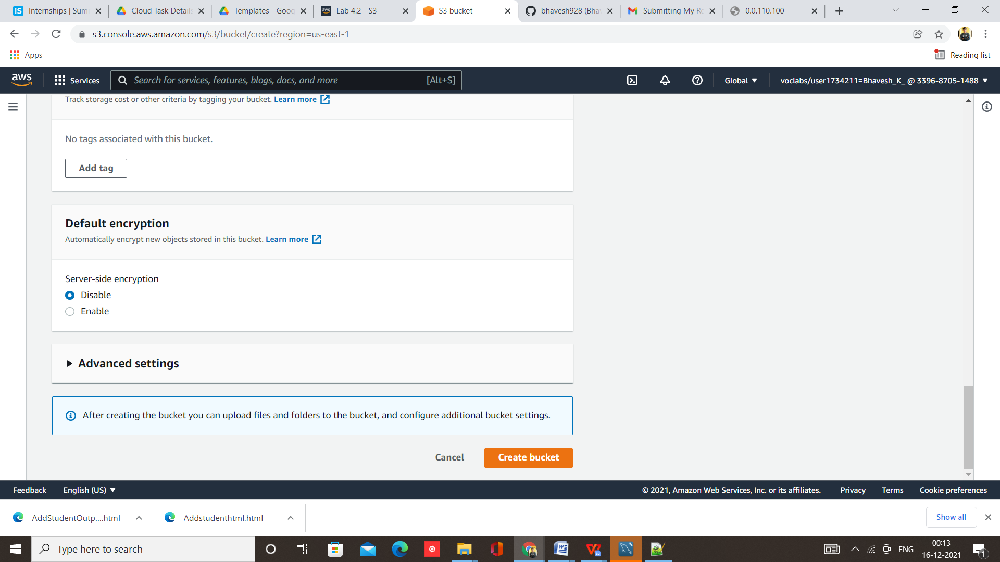 Internships | Sum
Cloud Task Details
Templates - Goog
Lab 4.2 - S3
S3 bucket
bhavesh928 (Bha
Submitting My Re
0.0.110.100
s3.console.aws.amazon.com/s3/bucket/create?region=us-east-1
Apps
Reading list
aws
Services
Search for services, features, blogs, docs, and more
[Alt+S]
Global
voclabs/user1734211=Bhavesh_K_ @ 3396-8705-1488
Track storage cost or other criteria by tagging your bucket. Learn more
No tags associated with this bucket.
Add tag
Default encryption
Automatically encrypt new objects stored in this bucket. Learn more
Server-side encryption
Disable
Enable
Advanced settings
After creating the bucket you can upload files and folders to the bucket, and configure additional bucket settings.
Cancel
Create bucket
Feedback
English (US)
© 2021, Amazon Web Services, Inc. or its affiliates.
Privacy
Terms
Cookie preferences
AddStudentOutp....html
Addstudenthtml.html
Show all
Type here to search
ENG
00:13
16-12-2021
1